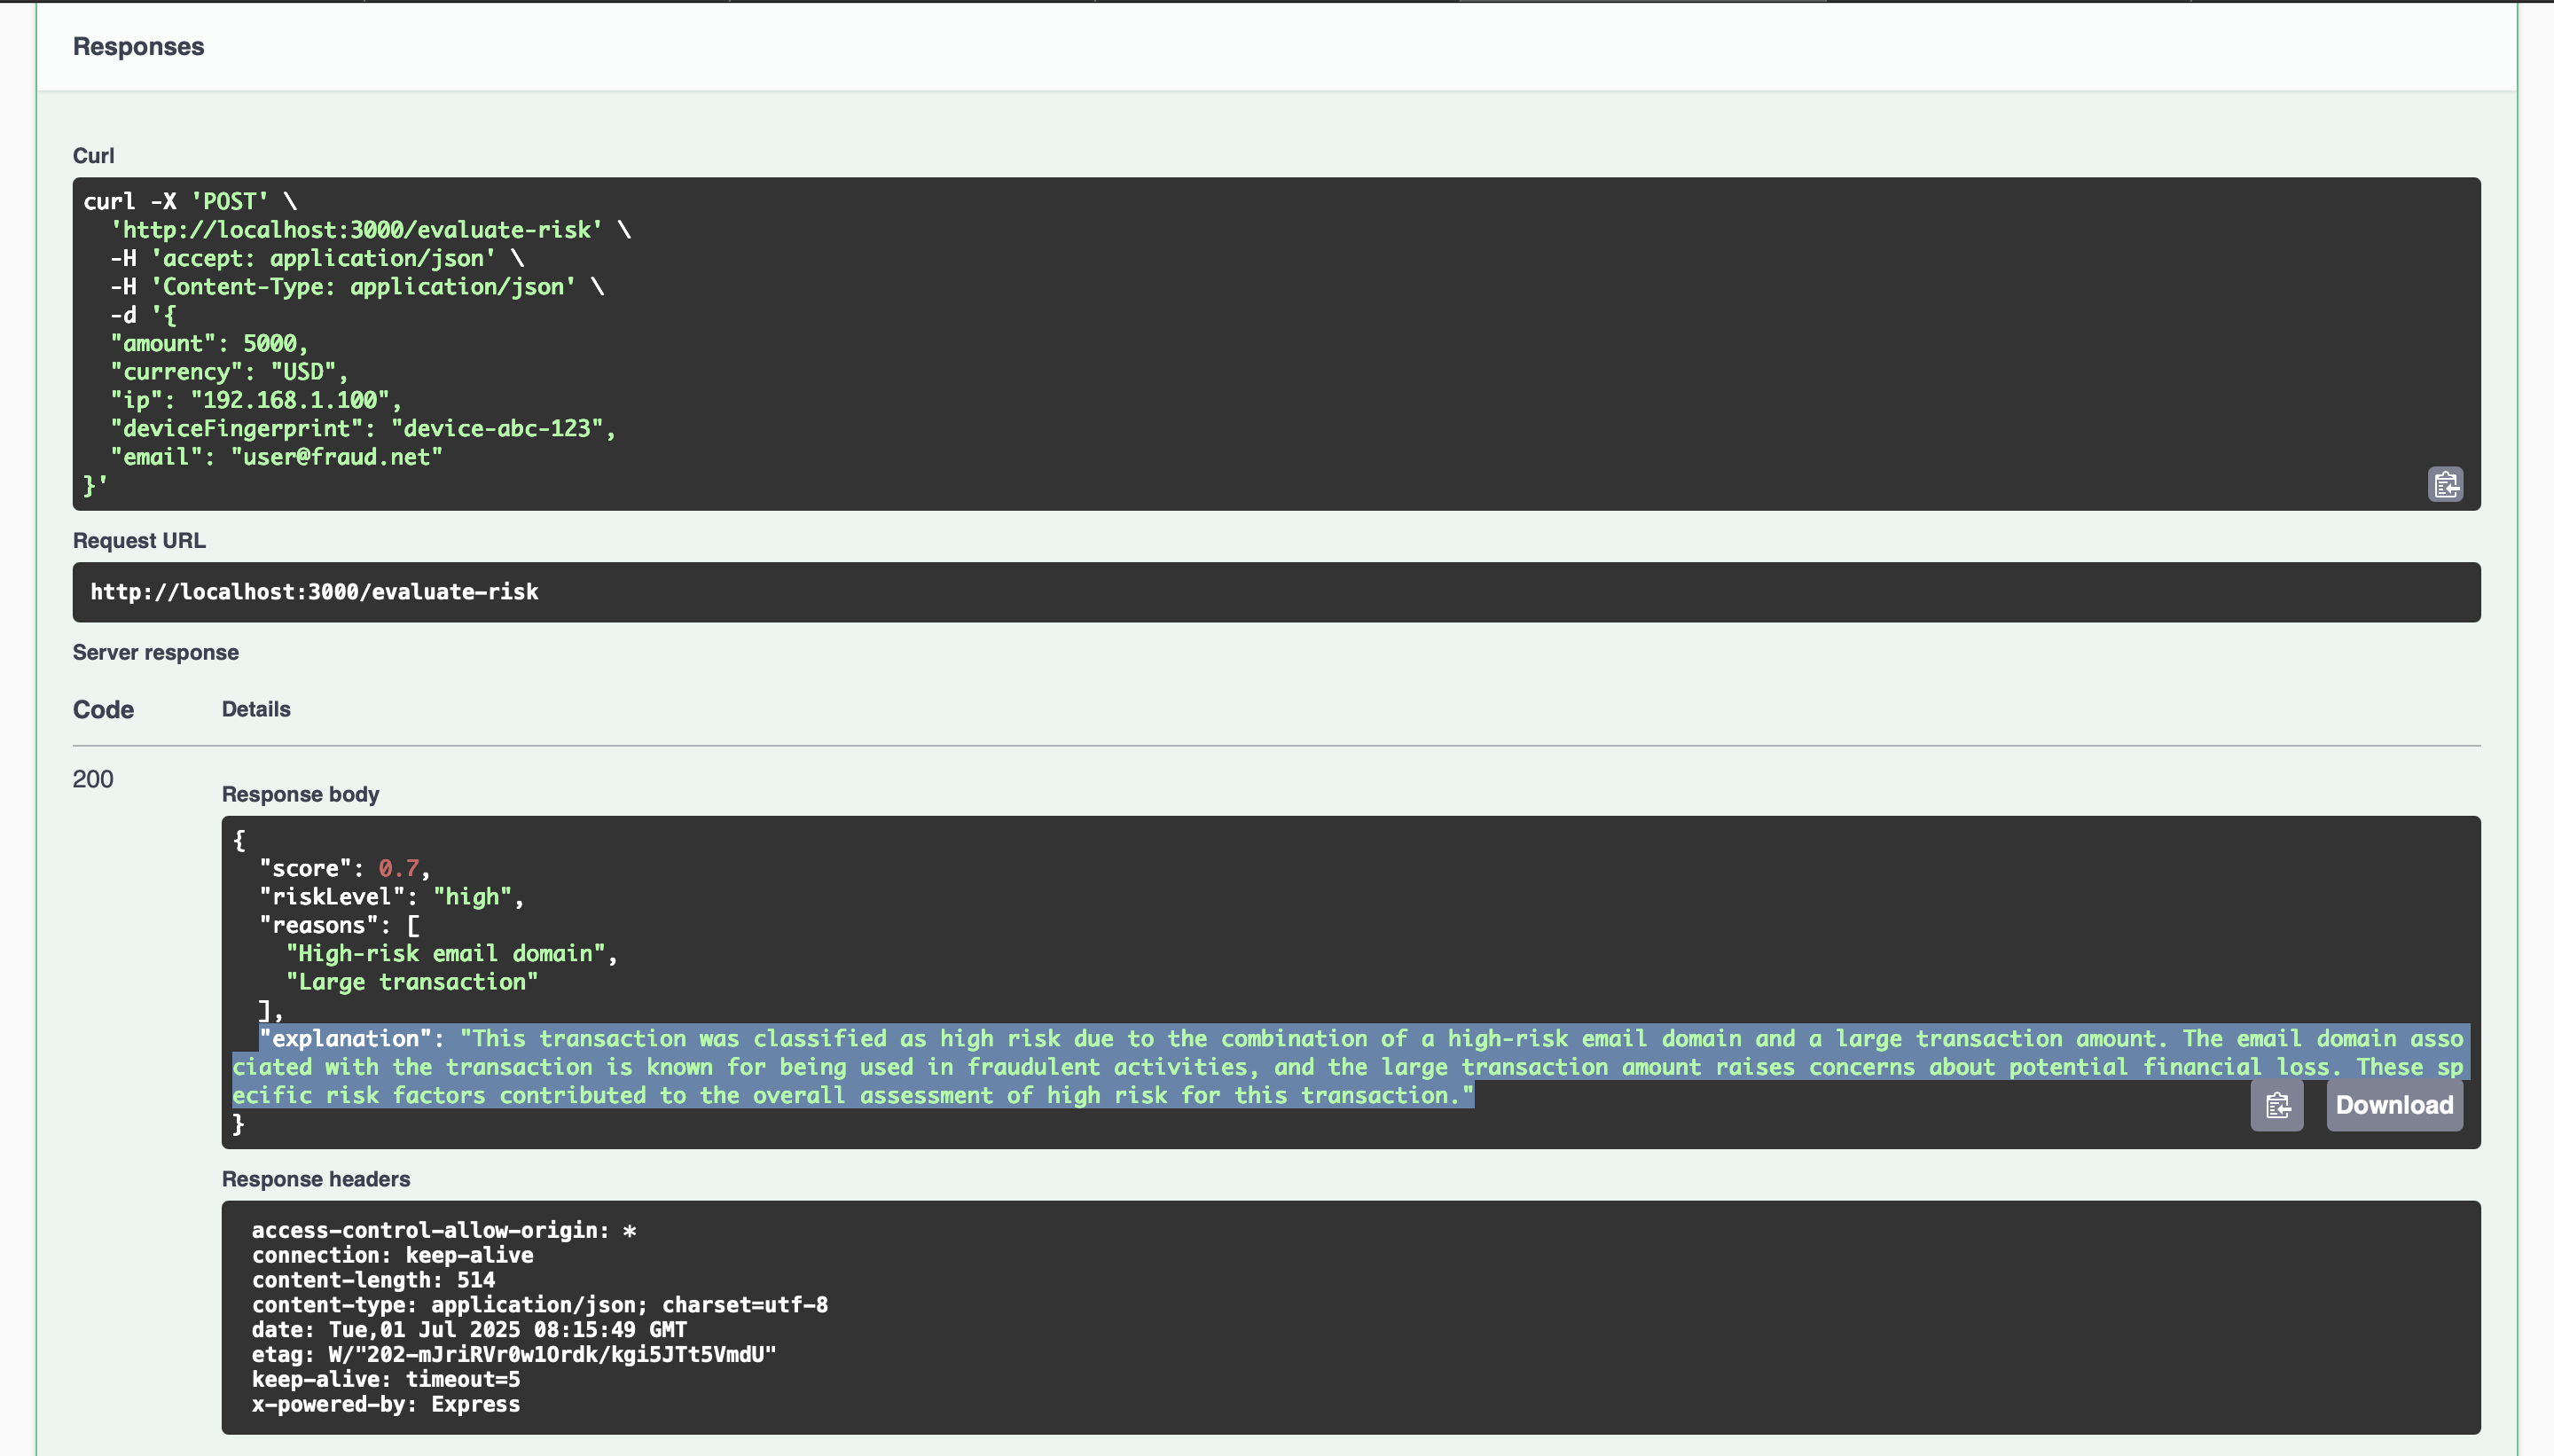 Responses
Curl
curl -X 'POST' \
  'http://localhost:3000/evaluate-risk' \
  -H 'accept: application/json' \
  -H 'Content-Type: application/json' \
  -d '{
  "amount": 5000,
  "currency": "USD",
  "ip": "192.168.1.100",
  "deviceFingerprint": "device-abc-123",
  "email": "user@fraud.net"
}'
Request URL
http://localhost:3000/evaluate-risk
Server response
Code Details
200
Response body
{
  "score": 0.7,
  "riskLevel": "high",
  "reasons": [
    "High-risk email domain",
    "Large transaction"
  ],
  "explanation": "This transaction was classified as high risk due to the combination of a high-risk email domain and a large transaction amount. The email domain asso
ciated with the transaction is known for being used in fraudulent activities, and the large transaction amount raises concerns about potential financial loss. These sp
ecific risk factors contributed to the overall assessment of high risk for this transaction."
Download
}
Response headers
access-control-allow-origin: *
connection: keep-alive
content-length: 514
content-type: application/json; charset=utf-8
date: Tue,01 Jul 2025 08:15:49 GMT
etag: W/"202-mJriRVr0w1Ordk/kgi5JTt5VmdU"
keep-alive: timeout=5
x-powered-by: Express